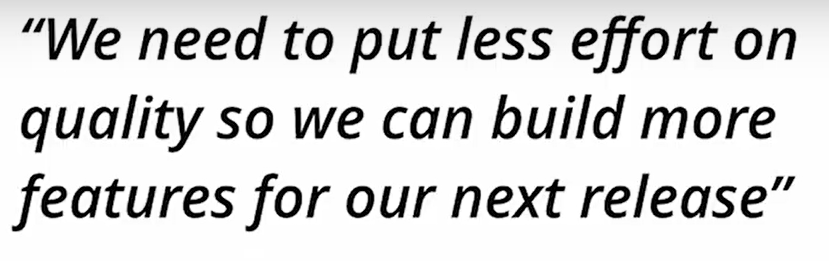 “We need to put less effort on
quality so we can build more
features for our next release”